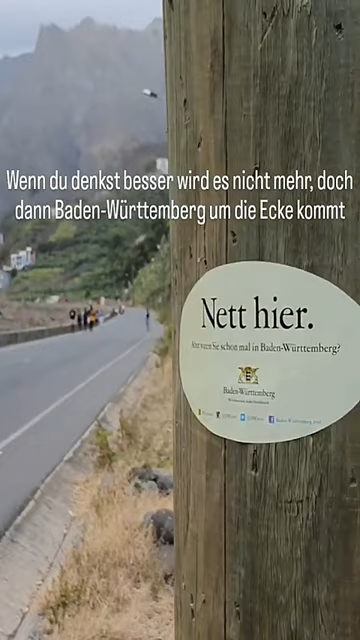 Wenn du denkst besser wird es nicht mehr, doch
dann Baden-Württemberg um die Ecke kommt
Nett hier.
Aber waren Sie schon mal in Baden-Württemberg?
Baden-Württemberg